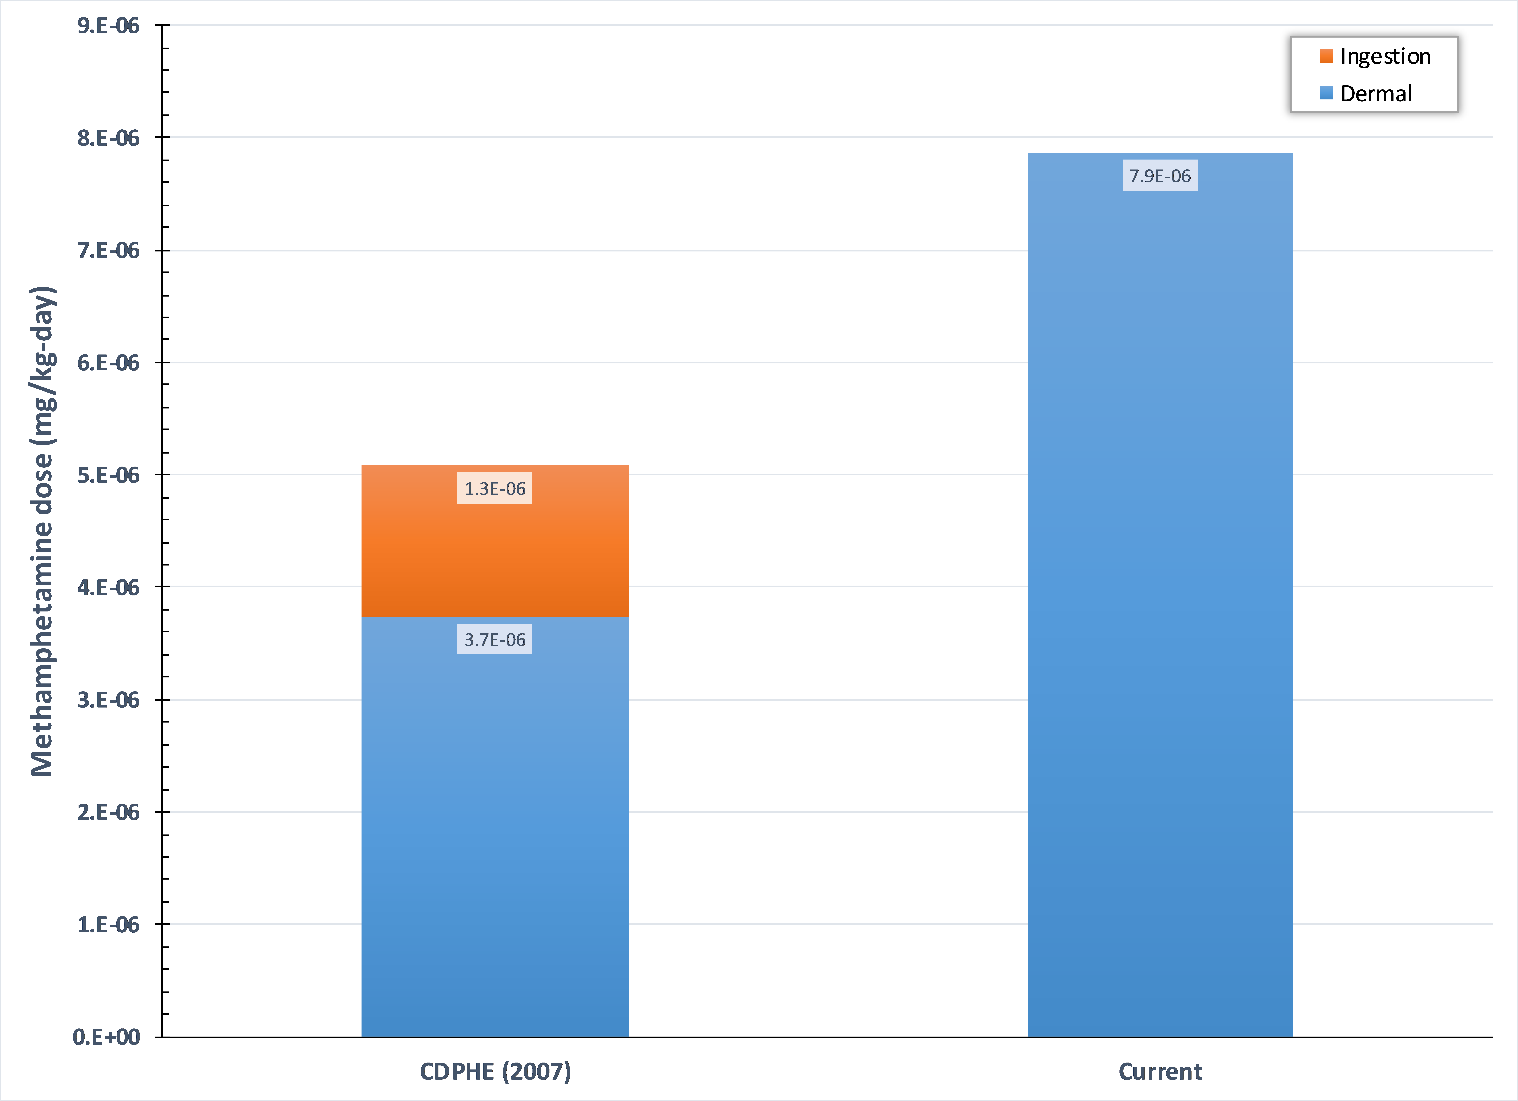 Methamphetamine dose (mg/kg-day)
9.E-06
8.E-06
7.E-06
6.E-06
5.E-06
4.E-06
3.E-06
2.E-06
1.E-06
0.E+00
Ingestion
Dermal
1.3E-06
3.7E-06
7.9E-06
CDPHE (2007)
Current